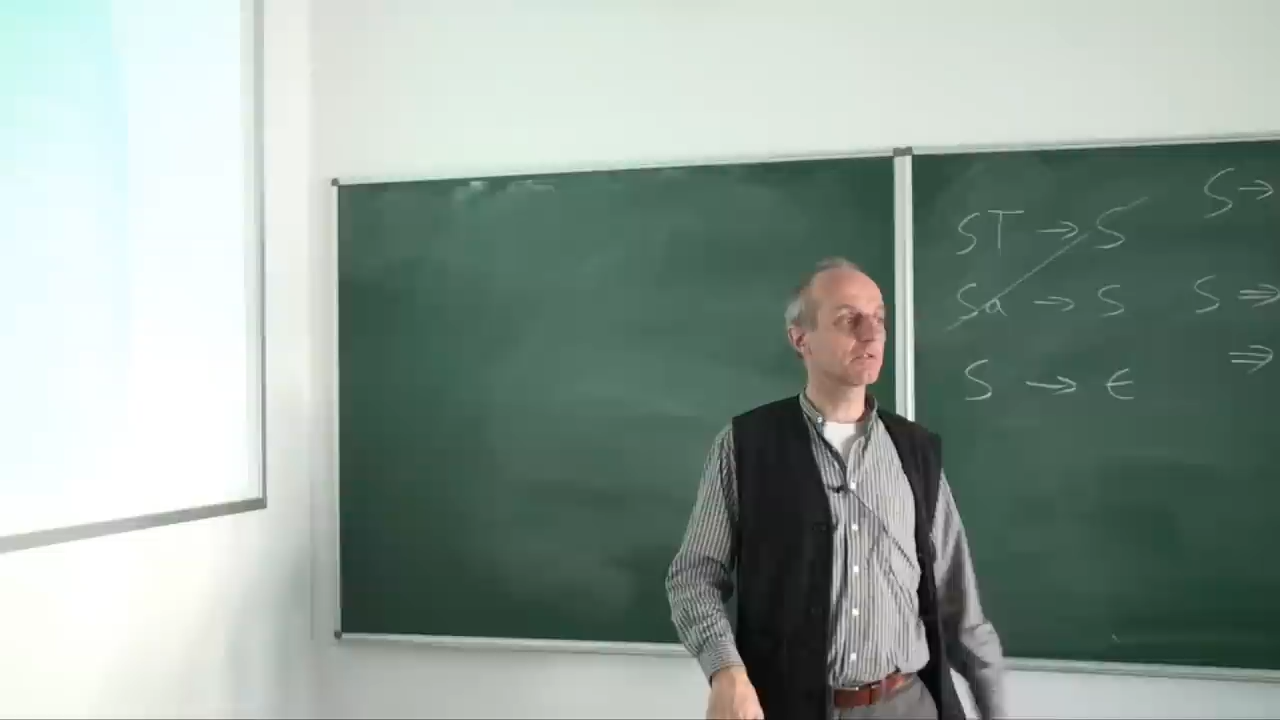 ST → S
Sa → S
S → ϵ
S →
S ⇒
⇒